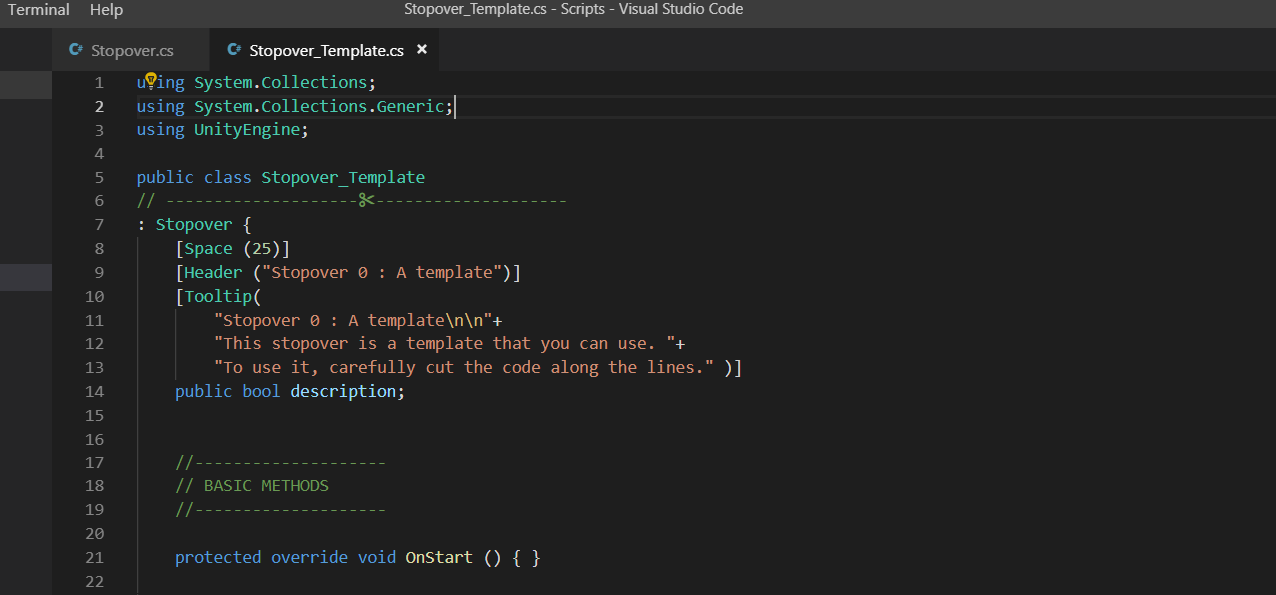 Terminal Help Stopover_Template.cs - Scripts - Visual Studio Code
Stopover.cs Stopover_Template.cs ×
1 using System.Collections;
2 using System.Collections.Generic;
3 using UnityEngine;
4
5 public class Stopover_Template
6 // --------------------✂--------------------
7 : Stopover {
8 [Space (25)]
9 [Header ("Stopover 0 : A template")]
10 [Tooltip(
11 "Stopover 0 : A template\n\n"+
12 "This stopover is a template that you can use. "+
13 "To use it, carefully cut the code along the lines." )]
14 public bool description;
15
16
17 //--------------------
18 // BASIC METHODS
19 //--------------------
20
21 protected override void OnStart () { }
22